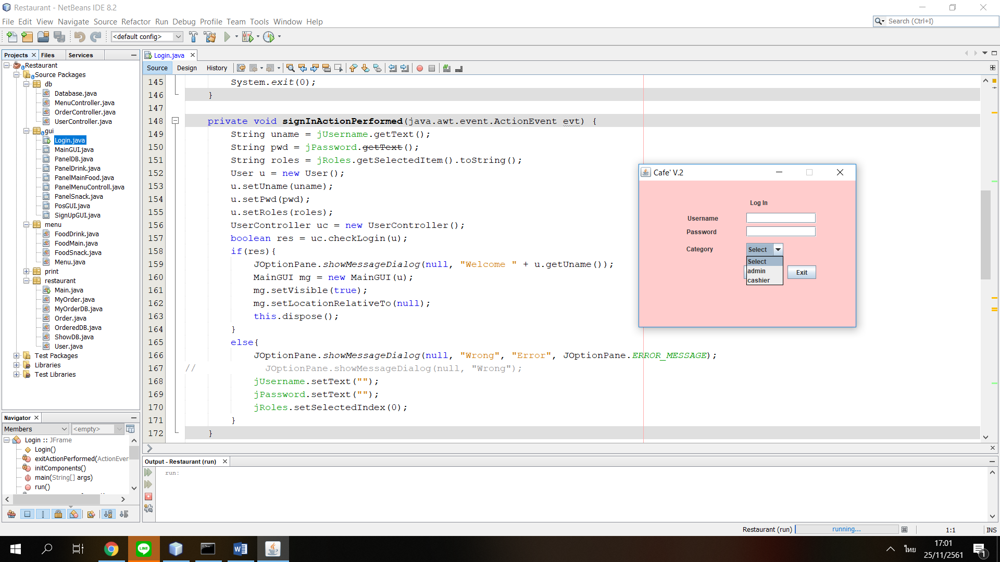 Restaurant - NetBeans IDE 8.2
File Edit View Navigate Source Refactor Run Debug Profile Team Tools Window Help
Search (Ctrl+I)
<default config>
Projects Files Services
Restaurant
Source Packages
db
Database.java
MenuController.java
OrderController.java
UserController.java
gui
Login.java
MainGUI.java
PanelDB.java
PanelDrink.java
PanelMainFood.java
PanelMenuControll.java
PanelSnack.java
PosGUI.java
SignUpGUI.java
menu
FoodDrink.java
FoodMain.java
FoodSnack.java
Menu.java
print
restaurant
Main.java
MyOrder.java
MyOrderDB.java
Order.java
OrderedDB.java
ShowDB.java
User.java
Test Packages
Libraries
Test Libraries
Navigator
Members <empty>
Login :: JFrame
Login()
exitActionPerformed(ActionEver
initComponents()
main(String[] args)
run()
Login.java
Source Design History
145 System.exit(0);
146 }
147
148 private void signInActionPerformed(java.awt.event.ActionEvent evt) {
149 String uname = jUsername.getText();
150 String pwd = jPassword.getText();
151 String roles = jRoles.getSelectedItem().toString();
152 User u = new User();
153 u.setUname(uname);
154 u.setPwd(pwd);
155 u.setRoles(roles);
156 UserController uc = new UserController();
157 boolean res = uc.checkLogin(u);
158 if(res){
159 JOptionPane.showMessageDialog(null, "Welcome " + u.getUname());
160 MainGUI mg = new MainGUI(u);
161 mg.setVisible(true);
162 mg.setLocationRelativeTo(null);
163 this.dispose();
164 }
165 else{
166 JOptionPane.showMessageDialog(null, "Wrong", "Error", JOptionPane.ERROR_MESSAGE);
167 // JOptionPane.showMessageDialog(null, "Wrong");
168 jUsername.setText("");
169 jPassword.setText("");
170 jRoles.setSelectedIndex(0);
171 }
172 }
Cafe' V.2
Log In
Username
Password
Category Select
Select
admin
cashier
Exit
Output - Restaurant (run)
run:
Restaurant (run) running... 1:1 INS
ไทย
17:01
25/11/2561
1